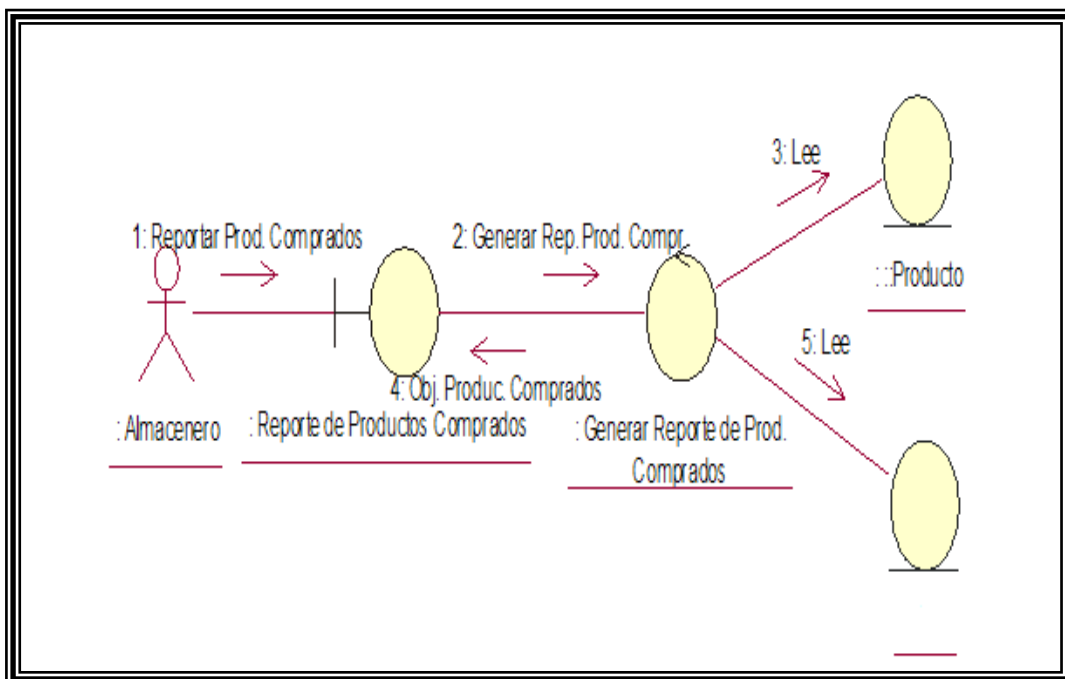 3: Lee
1: Reportar Prod. Comprados
2: Generar Rep. Prod. Compr.
: ::Producto
5: Lee
4: Obj. Produc. Comprados
: Almacenero
: Reporte de Productos Comprados
: Generar Reporte de Prod.
Comprados